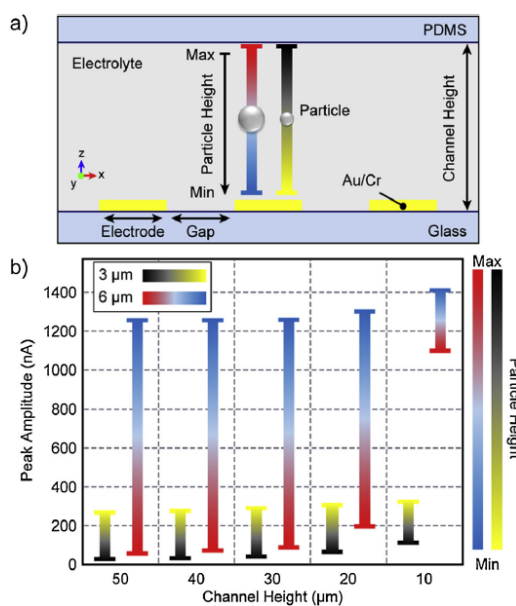 a)
PDMS
Electrolyte
Max
Particle Height
Particle
Channel Height
z
y
x
Min
Au/Cr
Electrode
Gap
Glass
b)
3 µm
6 µm
Max
1400
1200
1000
800
600
400
200
0
Peak Amplitude (nA)
Particle Height
Min
50
40
30
20
10
Channel Height (µm)